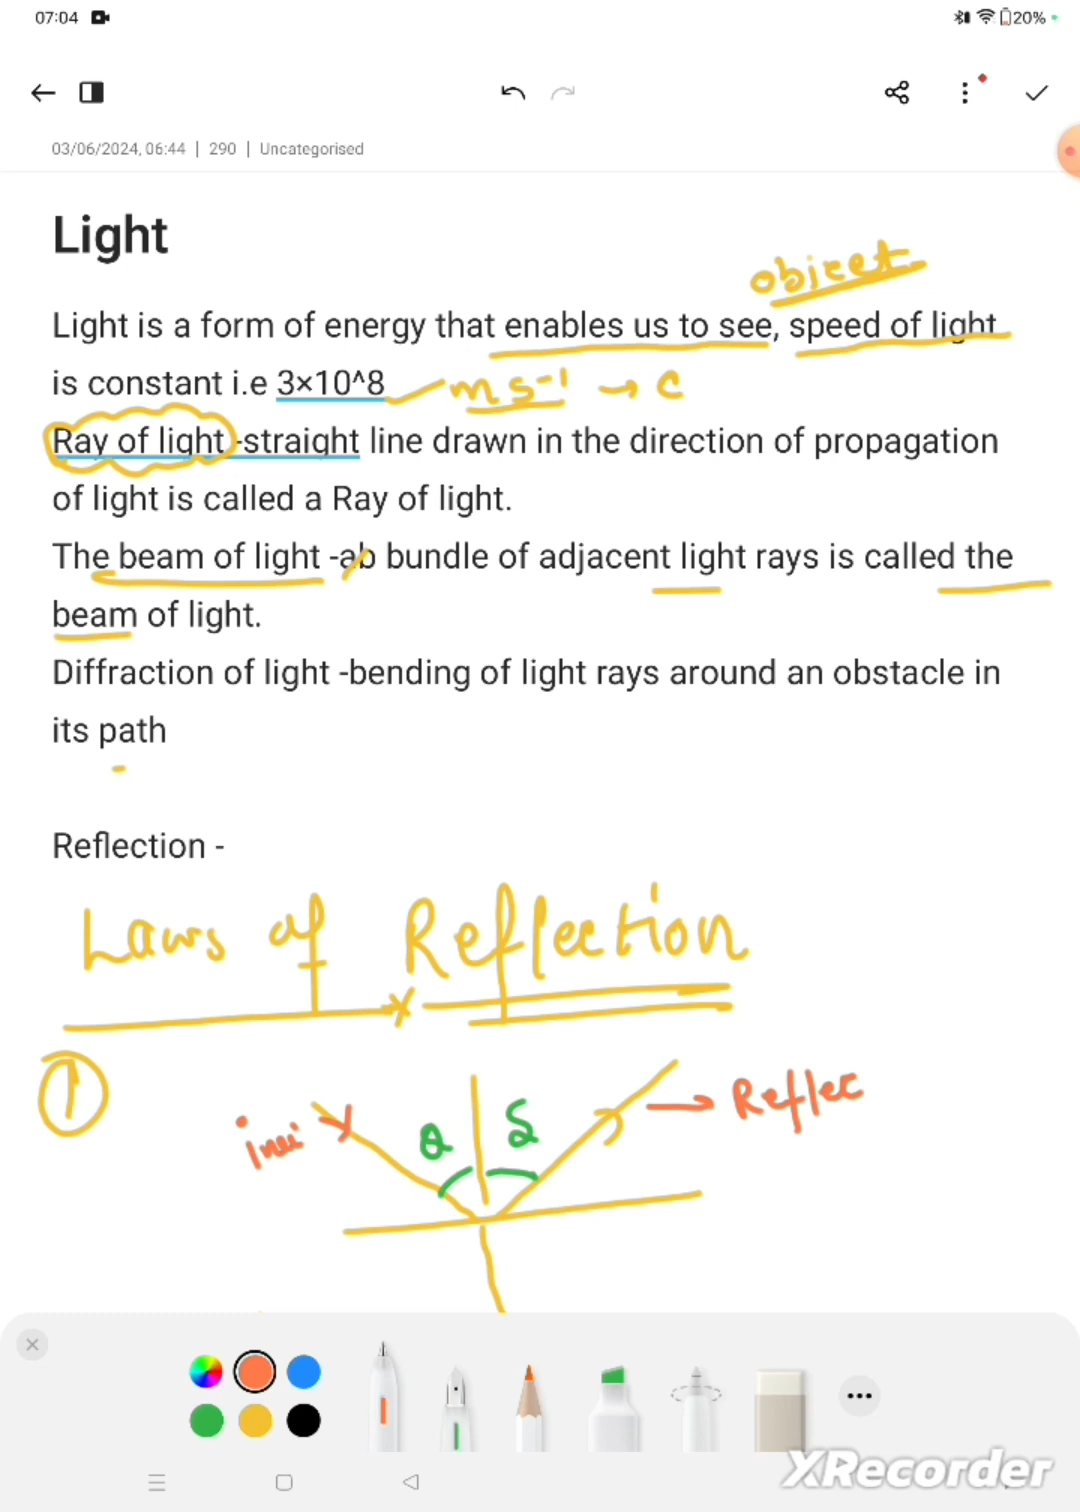 07:04
20%
03/06/2024, 06:44 | 290 | Uncategorised
Light
object
Light is a form of energy that enables us to see, speed of light
is constant i.e 3×10^8 ms-1 → c
Ray of light -straight line drawn in the direction of propagation
of light is called a Ray of light.
The beam of light -ab bundle of adjacent light rays is called the
beam of light.
Diffraction of light -bending of light rays around an obstacle in
its path
Reflection -
Laws of Reflection
1
→ Reflec
XRecorder